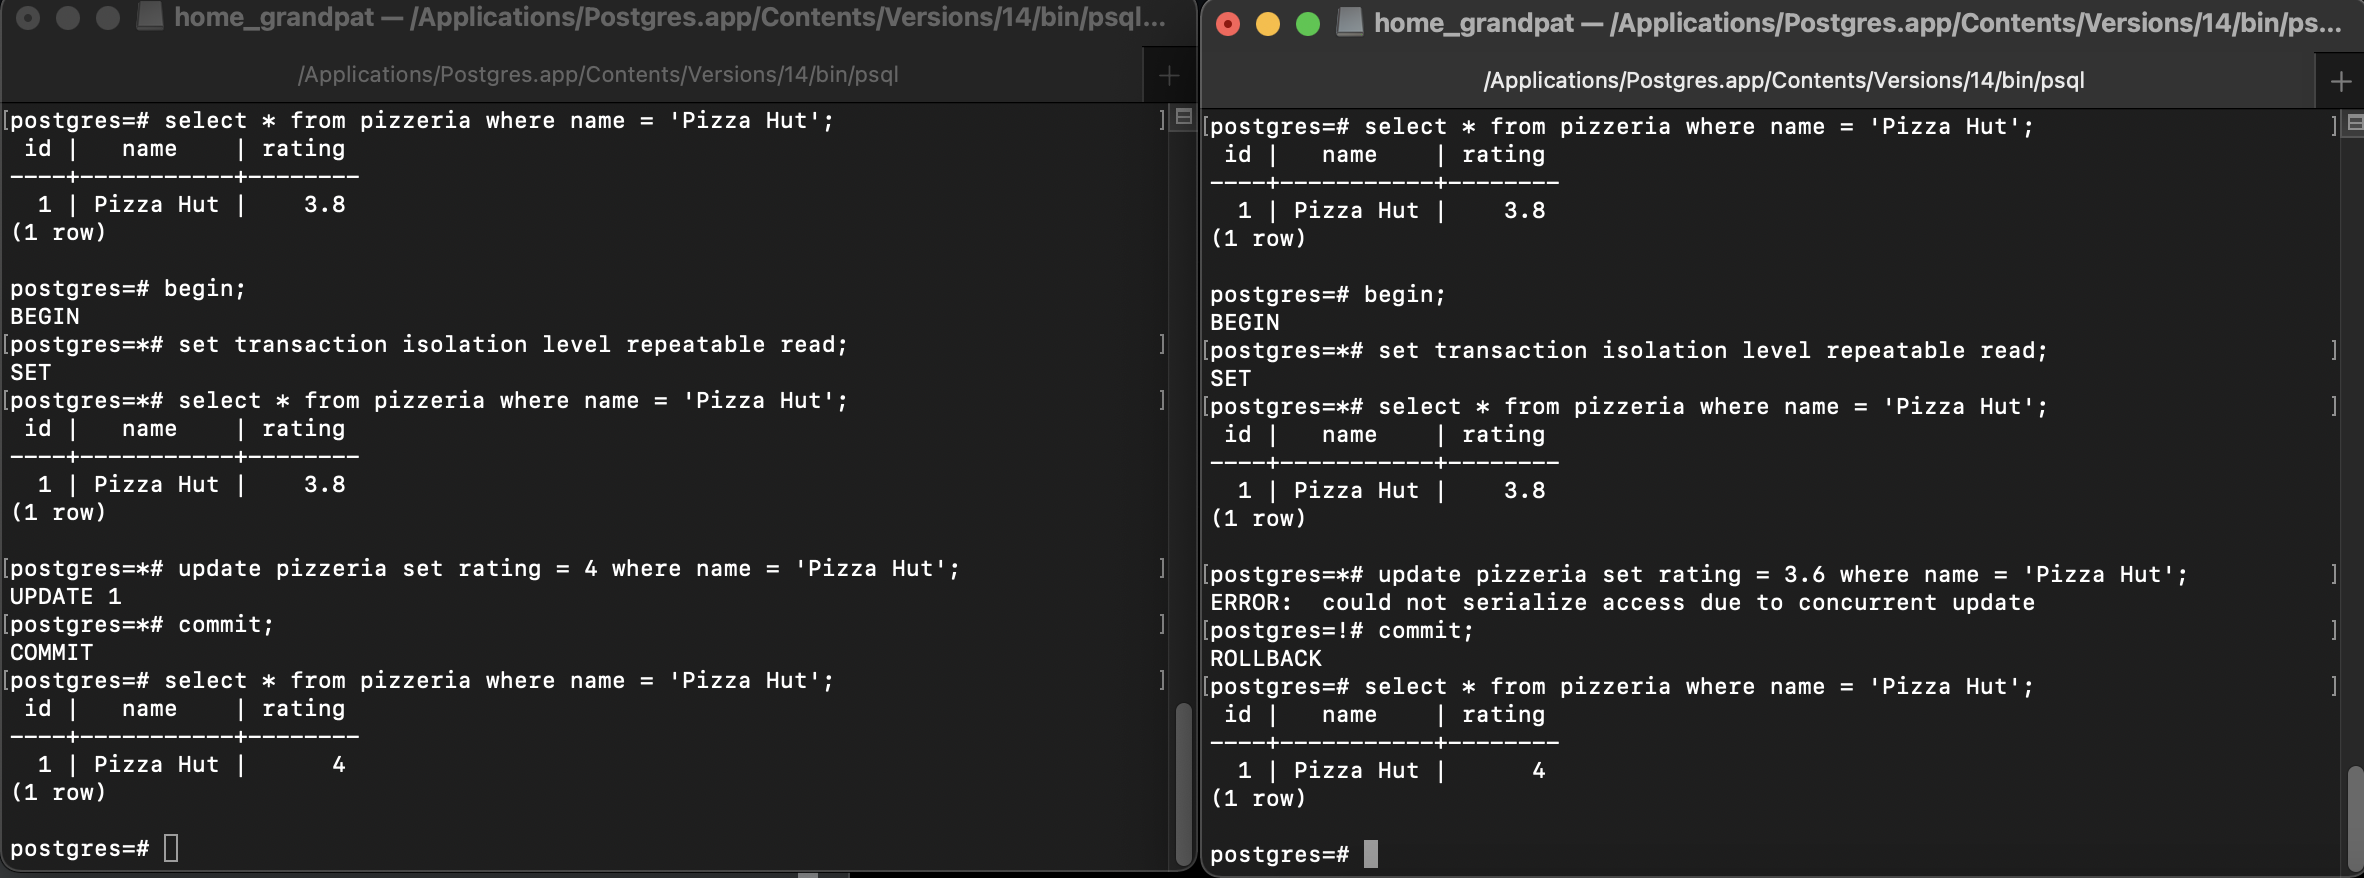 home_grandpat — /Applications/Postgres.app/Contents/Versions/14/bin/psql...
/Applications/Postgres.app/Contents/Versions/14/bin/psql
[postgres=# select * from pizzeria where name = 'Pizza Hut'; ]
 id |   name    | rating
----+-----------+--------
  1 | Pizza Hut |    3.8
(1 row)

postgres=# begin;
BEGIN
[postgres=*# set transaction isolation level repeatable read; ]
SET
[postgres=*# select * from pizzeria where name = 'Pizza Hut'; ]
 id |   name    | rating
----+-----------+--------
  1 | Pizza Hut |    3.8
(1 row)

[postgres=*# update pizzeria set rating = 4 where name = 'Pizza Hut'; ]
UPDATE 1
[postgres=*# commit; ]
COMMIT
[postgres=# select * from pizzeria where name = 'Pizza Hut'; ]
 id |   name    | rating
----+-----------+--------
  1 | Pizza Hut |      4
(1 row)

postgres=#
home_grandpat — /Applications/Postgres.app/Contents/Versions/14/bin/ps...
/Applications/Postgres.app/Contents/Versions/14/bin/psql
[postgres=# select * from pizzeria where name = 'Pizza Hut'; ]
 id |   name    | rating
----+-----------+--------
  1 | Pizza Hut |    3.8
(1 row)

postgres=# begin;
BEGIN
[postgres=*# set transaction isolation level repeatable read; ]
SET
[postgres=*# select * from pizzeria where name = 'Pizza Hut'; ]
 id |   name    | rating
----+-----------+--------
  1 | Pizza Hut |    3.8
(1 row)

[postgres=*# update pizzeria set rating = 3.6 where name = 'Pizza Hut'; ]
ERROR:  could not serialize access due to concurrent update
[postgres=!# commit; ]
ROLLBACK
[postgres=# select * from pizzeria where name = 'Pizza Hut'; ]
 id |   name    | rating
----+-----------+--------
  1 | Pizza Hut |      4
(1 row)

postgres=#